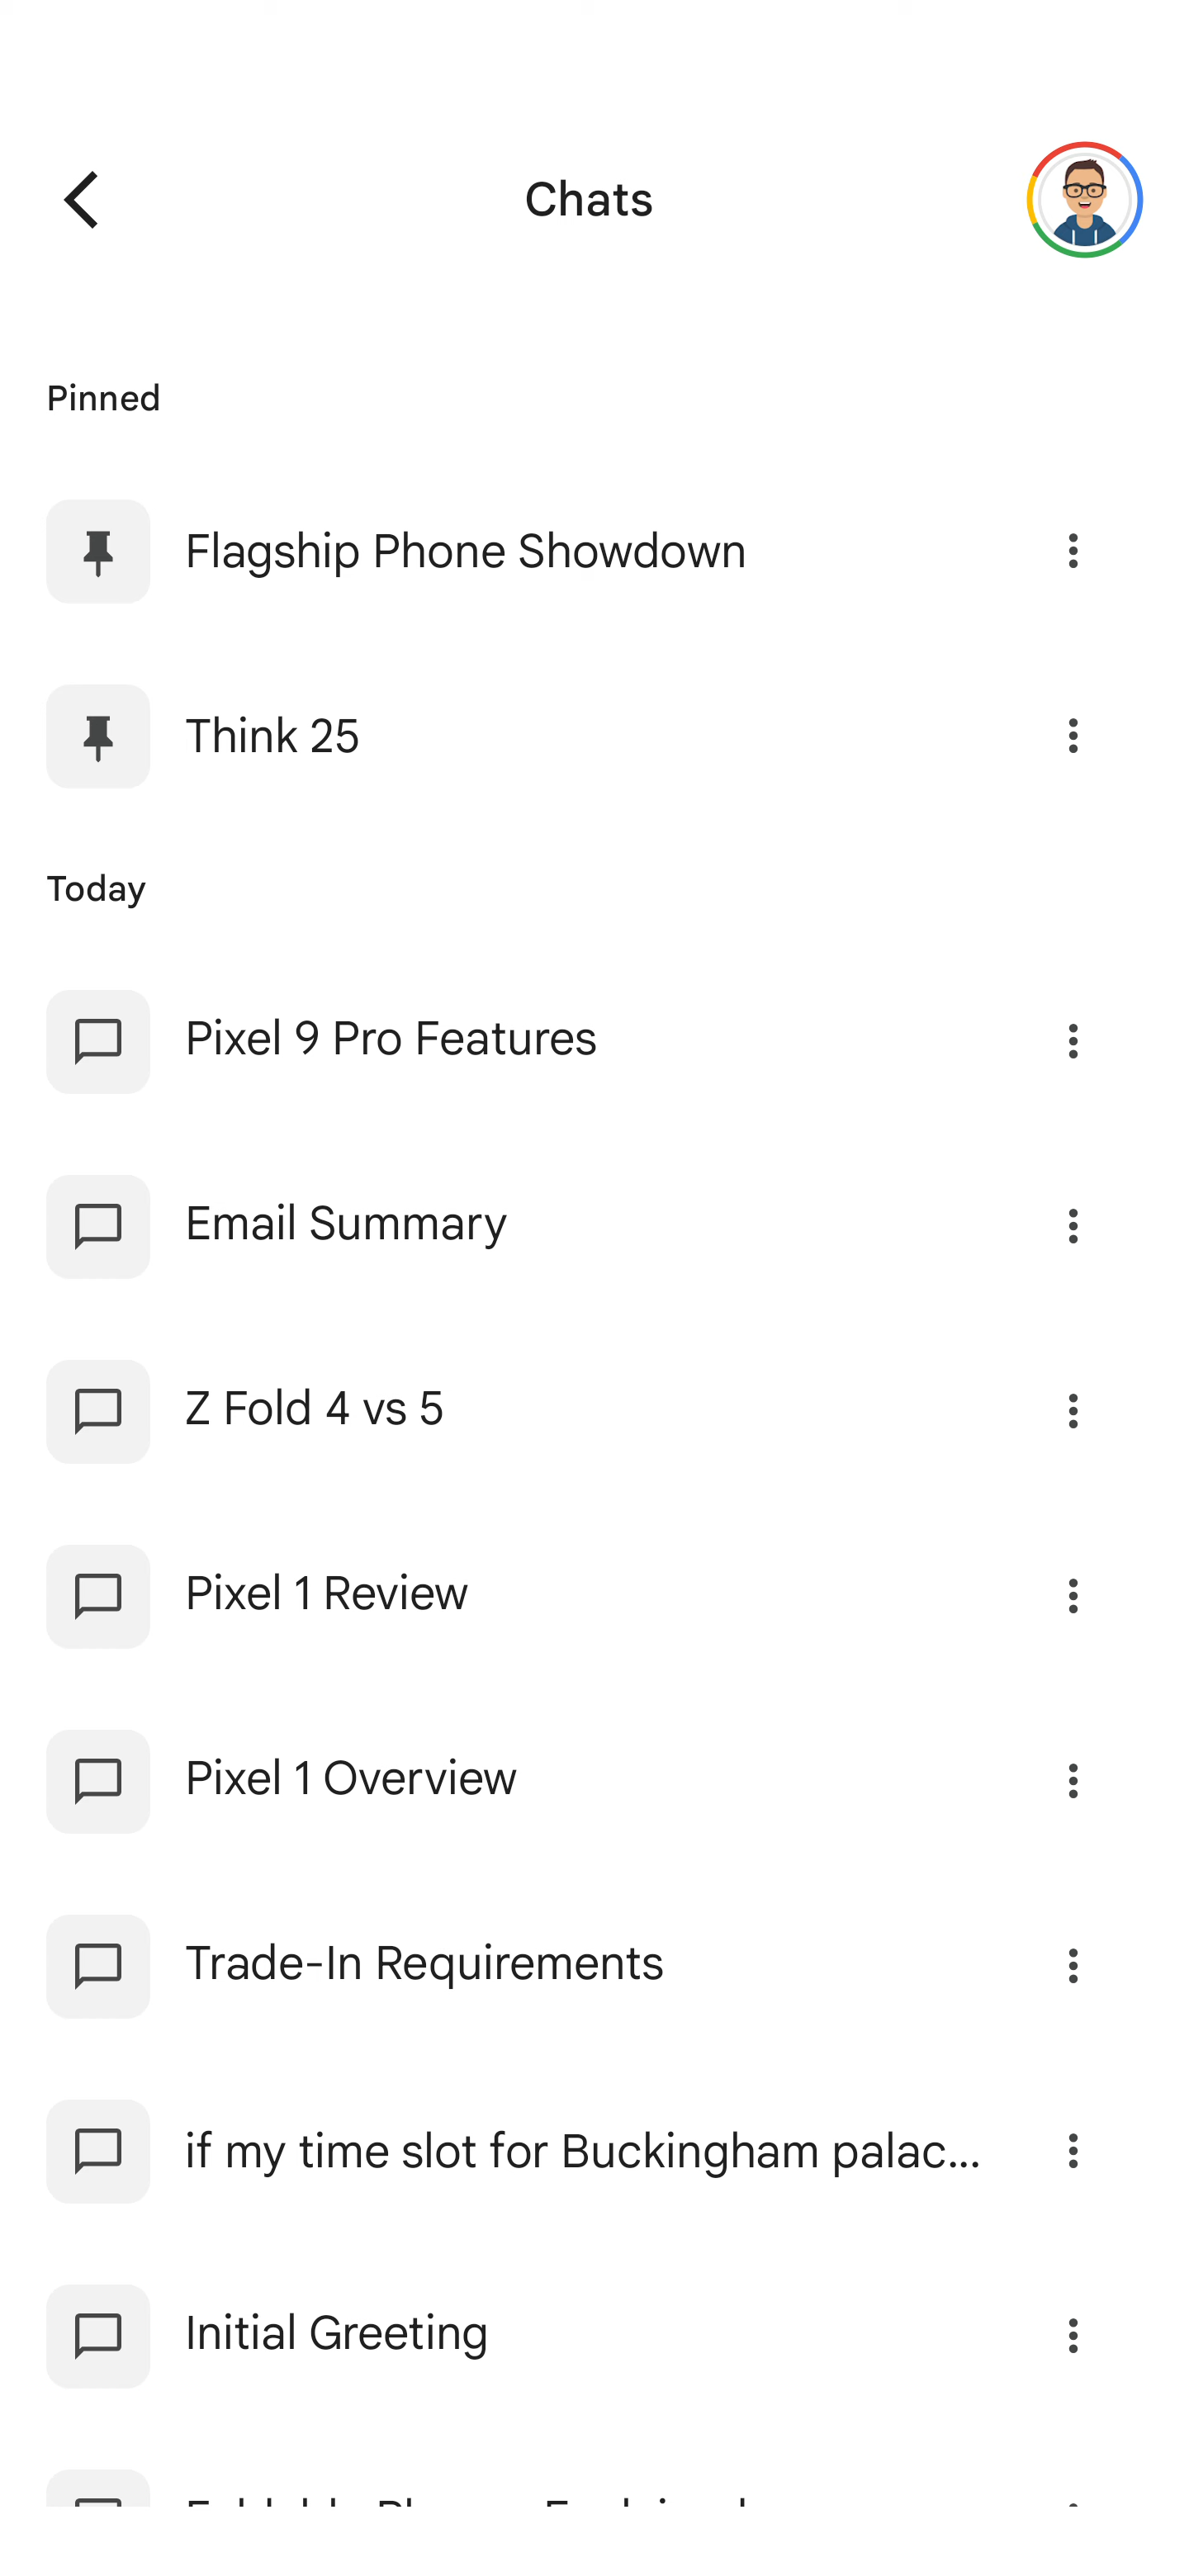 Chats
Pinned
Flagship Phone Showdown
Think 25
Today
Pixel 9 Pro Features
Email Summary
Z Fold 4 vs 5
Pixel 1 Review
Pixel 1 Overview
Trade-In Requirements
if my time slot for Buckingham palac...
Initial Greeting